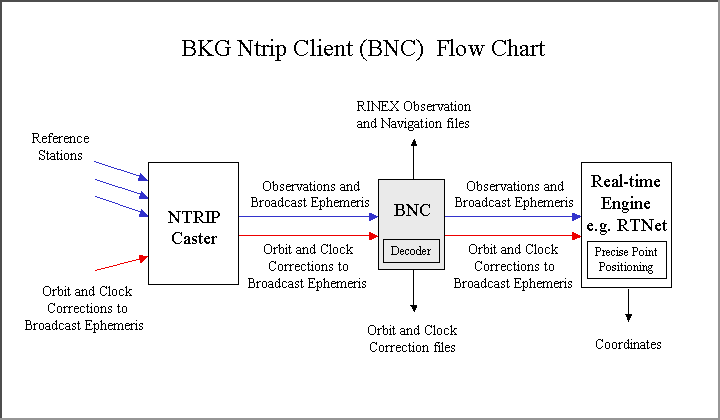 BKG Ntrip Client (BNC)  Flow Chart
RINEX Observation
and Navigation files
Reference
Stations
NTRIP
Caster
Observations and
Broadcast Ephemeris
Orbit and Clock
Corrections to
Broadcast Ephemeris
BNC
Decoder
Observations and
Broadcast Ephemeris
Orbit and Clock
Corrections to
Broadcast Ephemeris
Real-time
Engine
e.g. RTNet
Precise Point
Positioning
Orbit and Clock
Corrections to
Broadcast Ephemeris
Orbit and Clock
Correction files
Coordinates